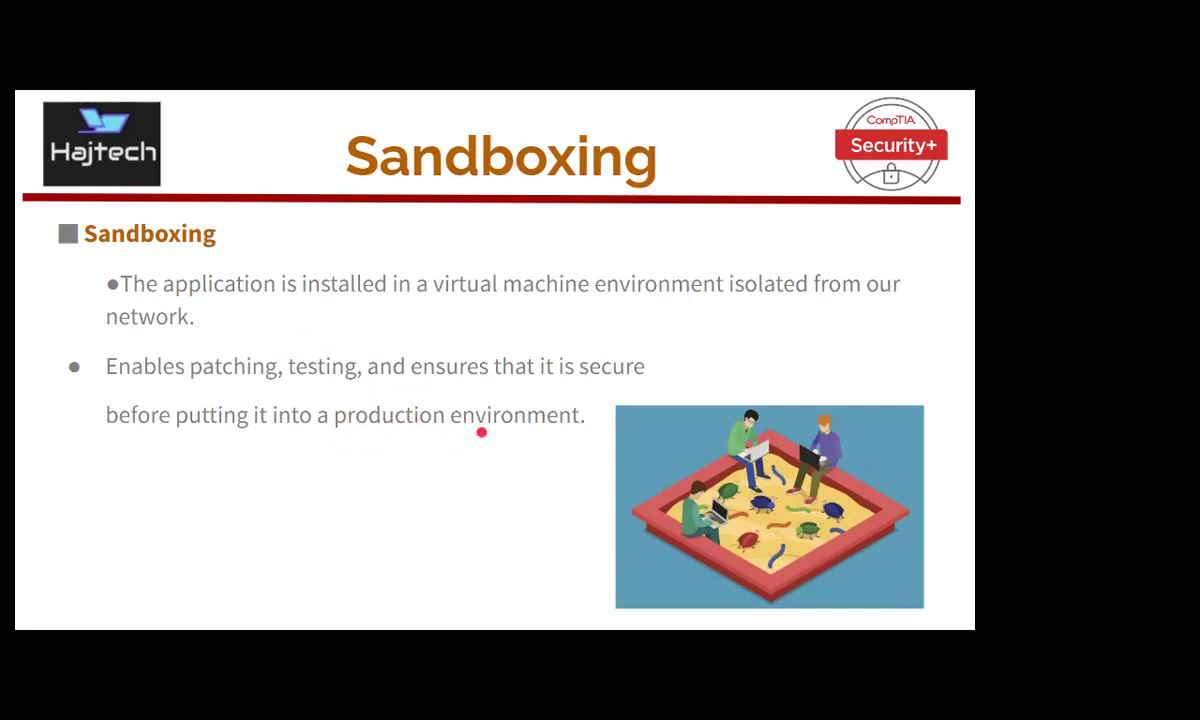 Hajtech
Sandboxing
CompTIA.
Security+
Sandboxing
●The application is installed in a virtual machine environment isolated from our
network.
● Enables patching, testing, and ensures that it is secure
before putting it into a production environment.